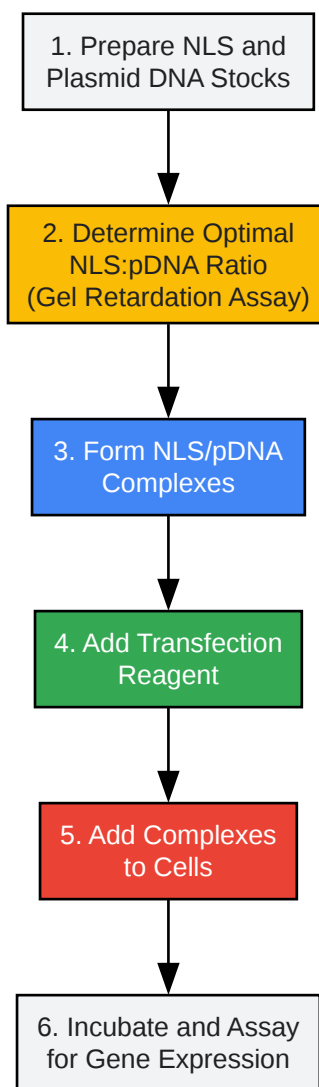 1. Prepare NLS and
Plasmid DNA Stocks
2. Determine Optimal
NLS:pDNA Ratio
(Gel Retardation Assay)
3. Form NLS/pDNA
Complexes
4. Add Transfection
Reagent
5. Add Complexes
to Cells
6. Incubate and Assay
for Gene Expression